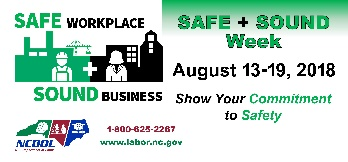 SAFE WORKPLACE
+
SOUND BUSINESS
NCDOL
1-800-625-2267
www.labor.nc.gov
SAFE + SOUND
Week
August 13-19, 2018
Show Your Commitment
to Safety